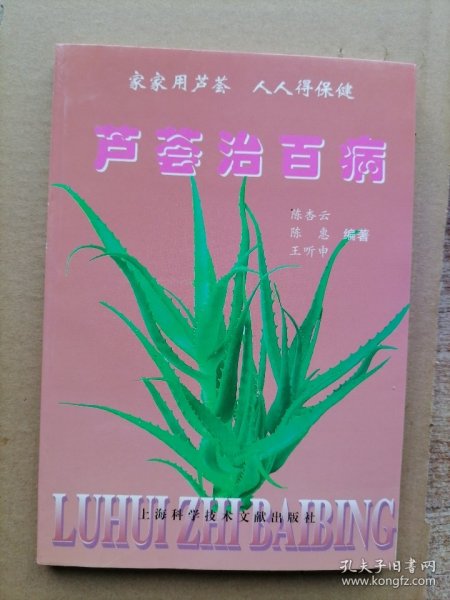 家家用芦荟 人人得保健
芦荟治百病
陈杏云
陈 惠 编著
王听申
LUHUI ZHI BAIBING
上海科学技术文献出版社
孔夫子旧书网
www.kongfz.com